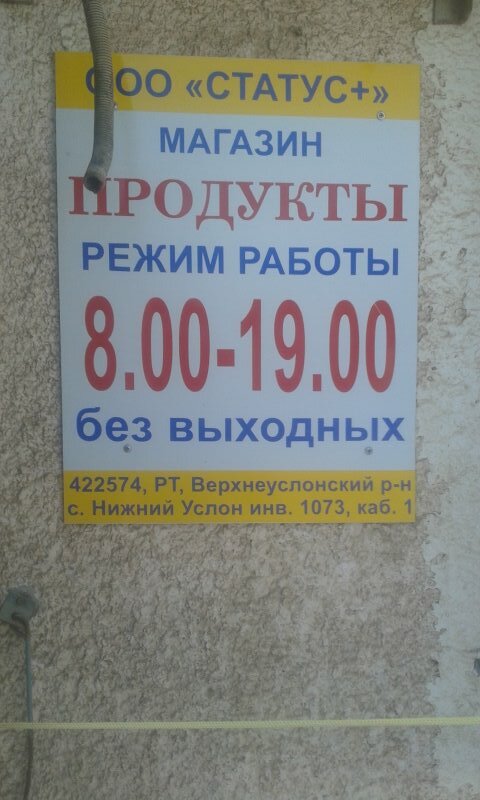 ООО «СТАТУС+»
МАГАЗИН
ПРОДУКТЫ
РЕЖИМ РАБОТЫ
8.00-19.00
без выходных
422574, РТ, Верхнеуслонский р-н
с. Нижний Услон инв. 1073, каб. 1